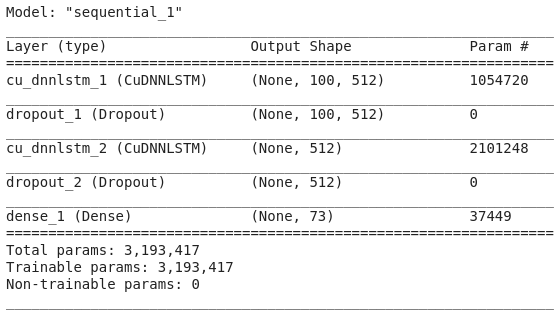 Model: "sequential_1"
Layer (type) Output Shape Param #
cu_dnnlstm_1 (CuDNNLSTM) (None, 100, 512) 1054720
dropout_1 (Dropout) (None, 100, 512) 0
cu_dnnlstm_2 (CuDNNLSTM) (None, 512) 2101248
dropout_2 (Dropout) (None, 512) 0
dense_1 (Dense) (None, 73) 37449
Total params: 3,193,417
Trainable params: 3,193,417
Non-trainable params: 0